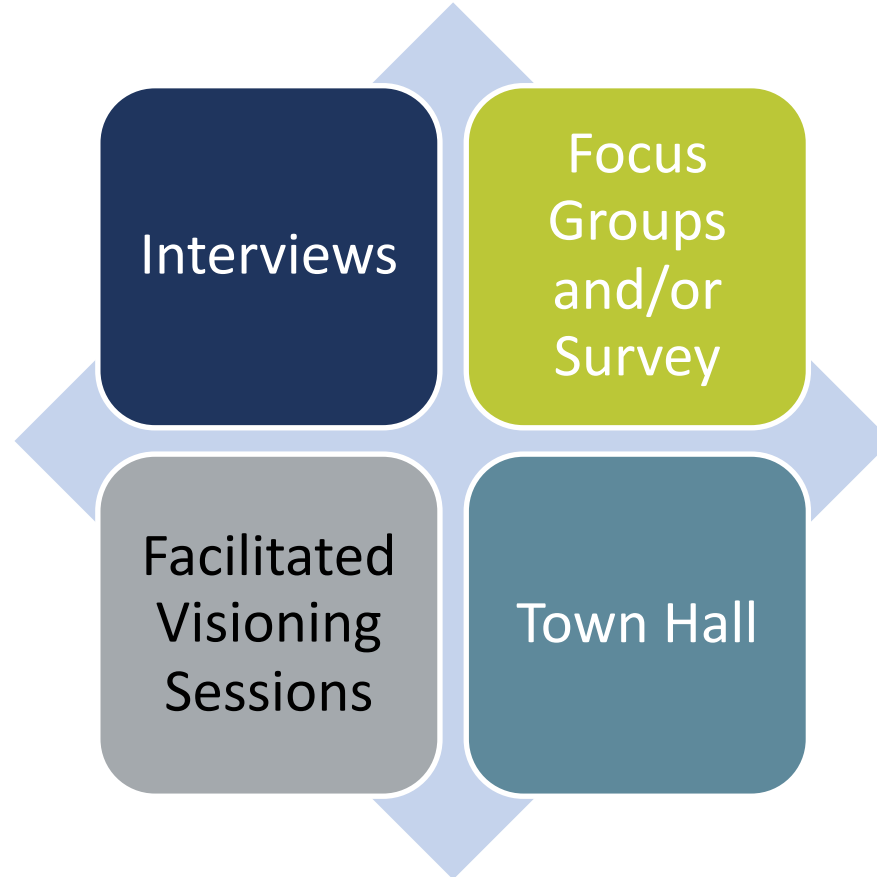 Interviews
Focus
Groups
and/or
Survey
Facilitated
Visioning
Sessions
Town Hall